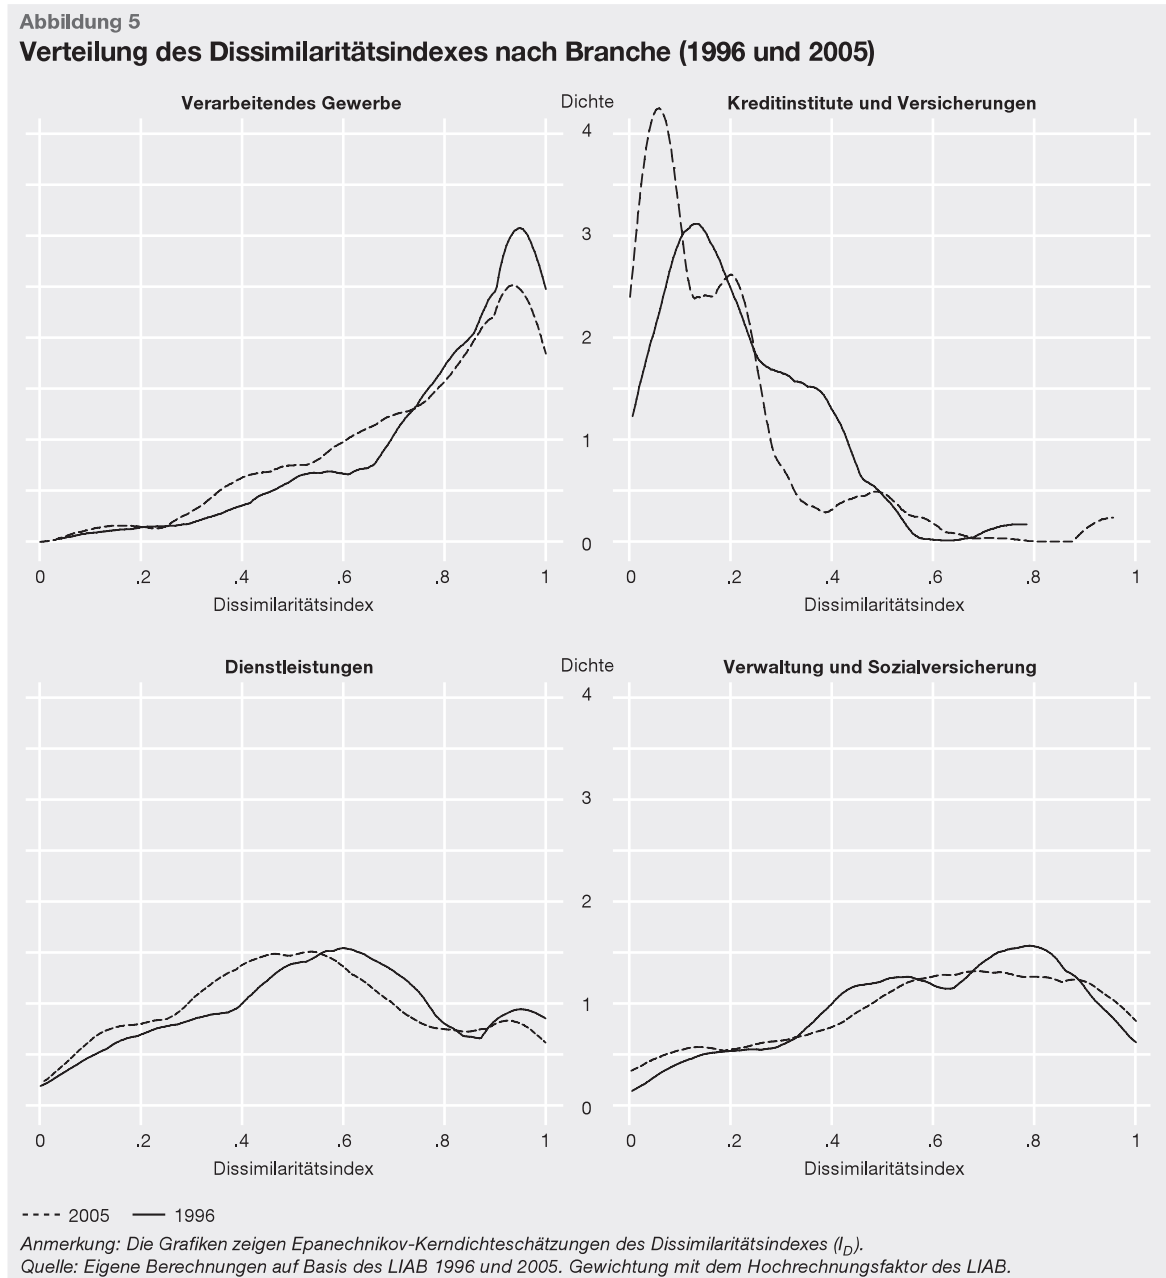 Abbildung 5
Verteilung des Dissimilaritätsindexes nach Branche (1996 und 2005)
Verarbeitendes Gewerbe
Dichte
Kreditinstitute und Versicherungen
4
3
2
1
0
0 .2 .4 .6 .8 1
0 .2 .4 .6 .8 1
Dissimilaritätsindex
Dissimilaritätsindex
Dienstleistungen
Dichte
Verwaltung und Sozialversicherung
4
3
2
1
0
0 .2 .4 .6 .8 1
0 .2 .4 .6 .8 1
Dissimilaritätsindex
Dissimilaritätsindex
2005 1996
Anmerkung: Die Grafiken zeigen Epanechnikov-Kerndichteschätzungen des Dissimilaritätsindexes (I_D).
Quelle: Eigene Berechnungen auf Basis des LIAB 1996 und 2005. Gewichtung mit dem Hochrechnungsfaktor des LIAB.